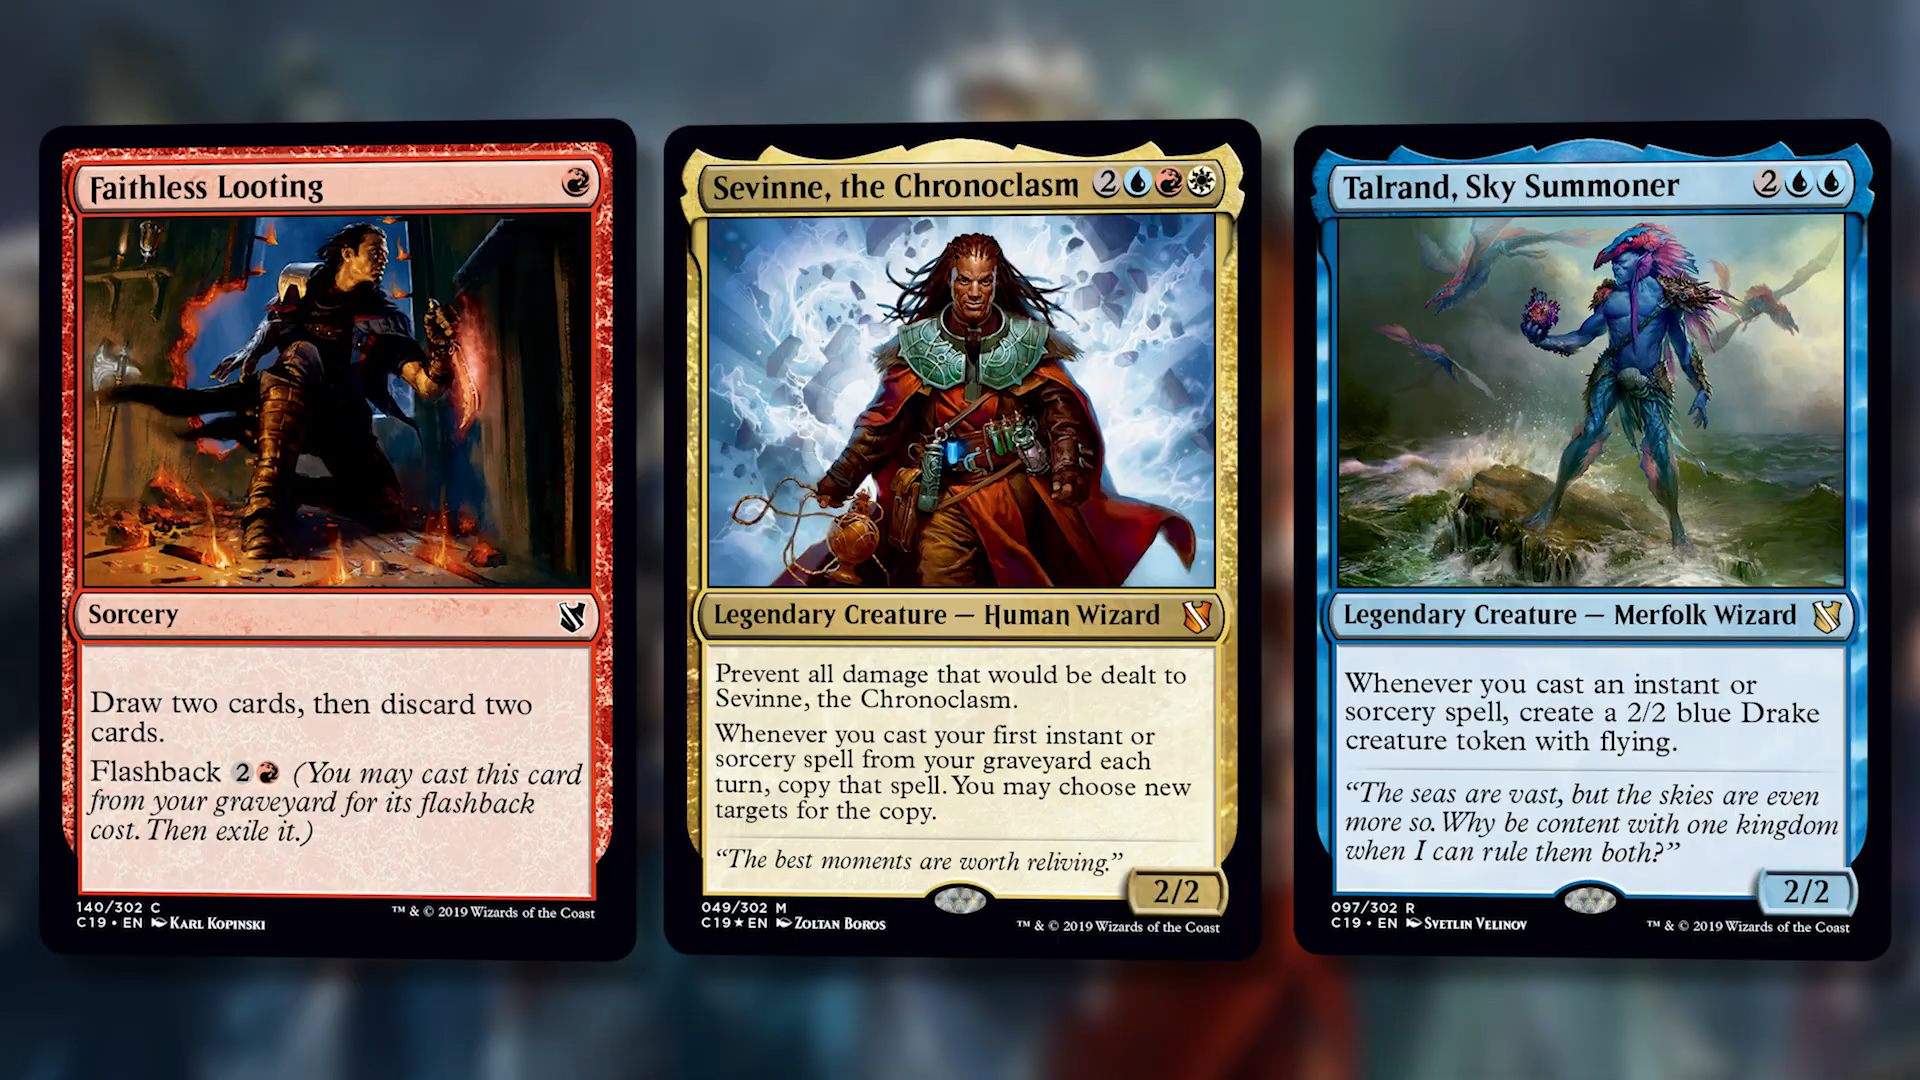 Faithless Looting
Sorcery
Draw two cards, then discard two
cards.
Flashback 2 (You may cast this card
from your graveyard for its flashback
cost. Then exile it.)
140/302 C
C19 • EN KARL KOPINSKI
™ & © 2019 Wizards of the Coast
Sevinne, the Chronoclasm 2
Legendary Creature — Human Wizard
Prevent all damage that would be dealt to
Sevinne, the Chronoclasm.
Whenever you cast your first instant or
sorcery spell from your graveyard each
turn, copy that spell. You may choose new
targets for the copy.
“The best moments are worth reliving.”
2/2
049/302 M
C19★EN ZOLTAN BOROS
™ & © 2019 Wizards of the Coast
Talrand, Sky Summoner 2
Legendary Creature — Merfolk Wizard
Whenever you cast an instant or
sorcery spell, create a 2/2 blue Drake
creature token with flying.
“The seas are vast, but the skies are even
more so. Why be content with one kingdom
when I can rule them both?”
2/2
097/302 R
C19 • EN SVETLIN VELINOV
™ & © 2019 Wizards of the Coast